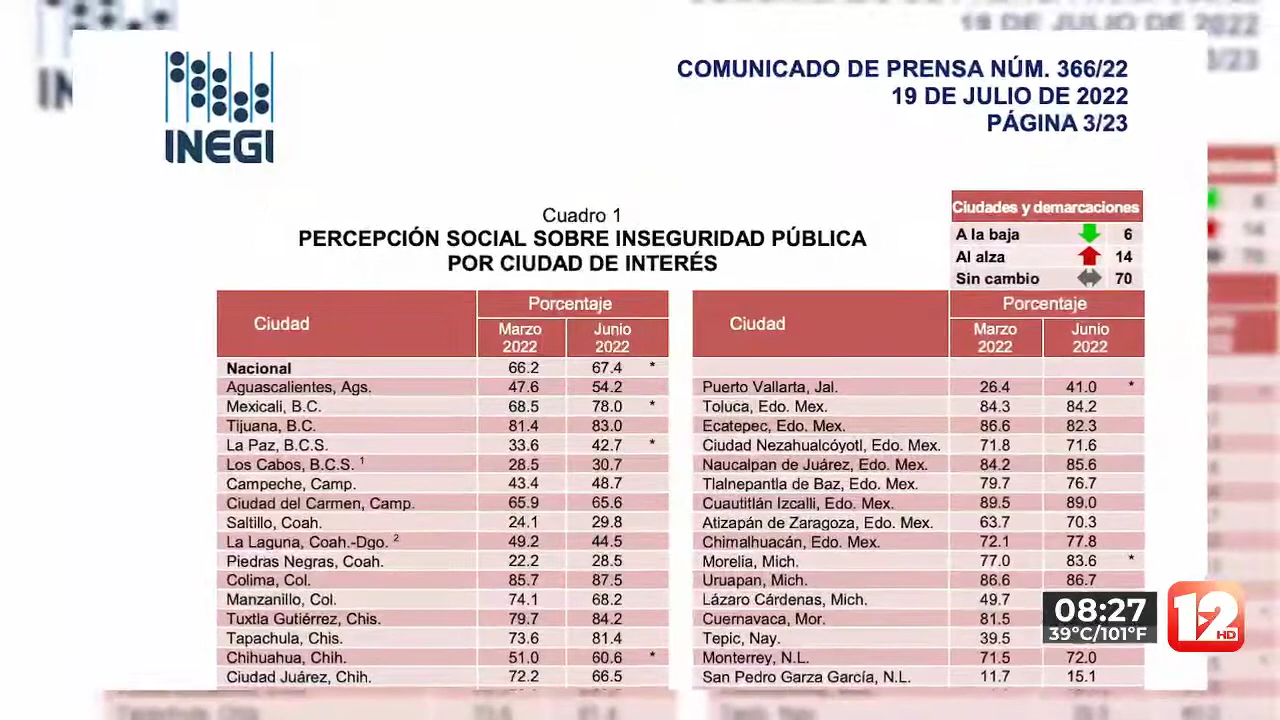 INEGI
COMUNICADO DE PRENSA NÚM. 366/22
19 DE JULIO DE 2022
PÁGINA 3/23
Cuadro 1
PERCEPCIÓN SOCIAL SOBRE INSEGURIDAD PÚBLICA
POR CIUDAD DE INTERÉS
Ciudades y demarcaciones
A la baja 6
Al alza 14
Sin cambio 70
Ciudad Porcentaje
Marzo 2022 Junio 2022
Nacional 66.2 67.4 *
Aguascalientes, Ags. 47.6 54.2
Mexicali, B.C. 68.5 78.0 *
Tijuana, B.C. 81.4 83.0
La Paz, B.C.S. 33.6 42.7 *
Los Cabos, B.C.S. 1 28.5 30.7
Campeche, Camp. 43.4 48.7
Ciudad del Carmen, Camp. 65.9 65.6
Saltillo, Coah. 24.1 29.8
La Laguna, Coah.-Dgo. 2 49.2 44.5
Piedras Negras, Coah. 22.2 28.5
Colima, Col. 85.7 87.5
Manzanillo, Col. 74.1 68.2
Tuxtla Gutiérrez, Chis. 79.7 84.2
Tapachula, Chis. 73.6 81.4
Chihuahua, Chih. 51.0 60.6 *
Ciudad Juárez, Chih. 72.2 66.5
Ciudad Porcentaje
Marzo 2022 Junio 2022
Puerto Vallarta, Jal. 26.4 41.0 *
Toluca, Edo. Mex. 84.3 84.2
Ecatepec, Edo. Mex. 86.6 82.3
Ciudad Nezahualcóyotl, Edo. Mex. 71.8 71.6
Naucalpan de Juárez, Edo. Mex. 84.2 85.6
Tlalnepantla de Baz, Edo. Mex. 79.7 76.7
Cuautitlán Izcalli, Edo. Mex. 89.5 89.0
Atizapán de Zaragoza, Edo. Mex. 63.7 70.3
Chimalhuacán, Edo. Mex. 72.1 77.8
Morelia, Mich. 77.0 83.6 *
Uruapan, Mich. 86.6 86.7
Lázaro Cárdenas, Mich. 49.7
Cuernavaca, Mor. 81.5
Tepic, Nay. 39.5
Monterrey, N.L. 71.5 72.0
San Pedro Garza García, N.L. 11.7 15.1
08:27
39°C/101°F
12
HD